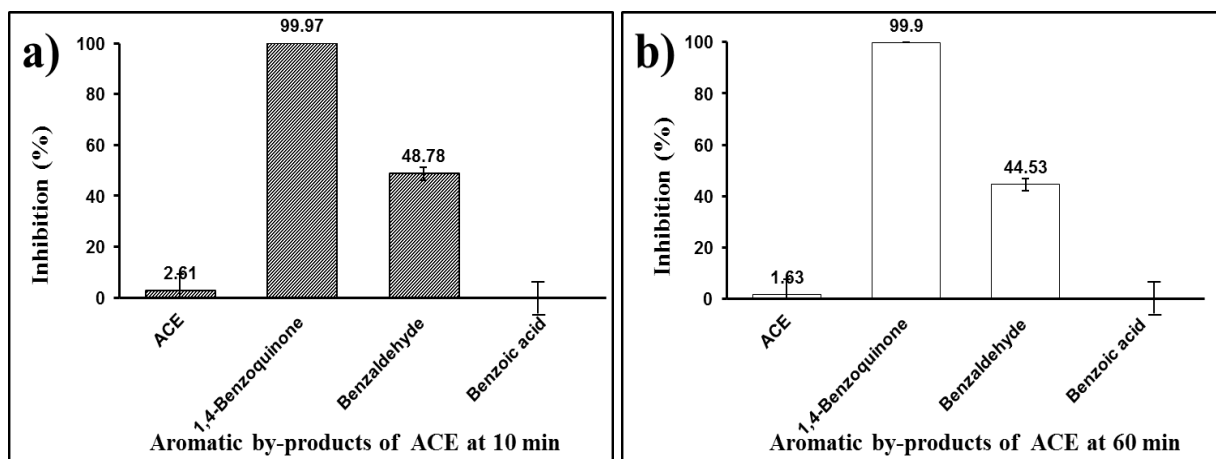 a)
99.97
100
80
60
48.78
40
20
2.61
0
Inhibition (%)
ACE
1,4-Benzoquinone
Benzaldehyde
Benzoic acid
Aromatic by-products of ACE at 10 min
b)
99.9
100
80
60
44.53
40
20
1.63
0
Inhibition (%)
ACE
1,4-Benzoquinone
Benzaldehyde
Benzoic acid
Aromatic by-products of ACE at 60 min